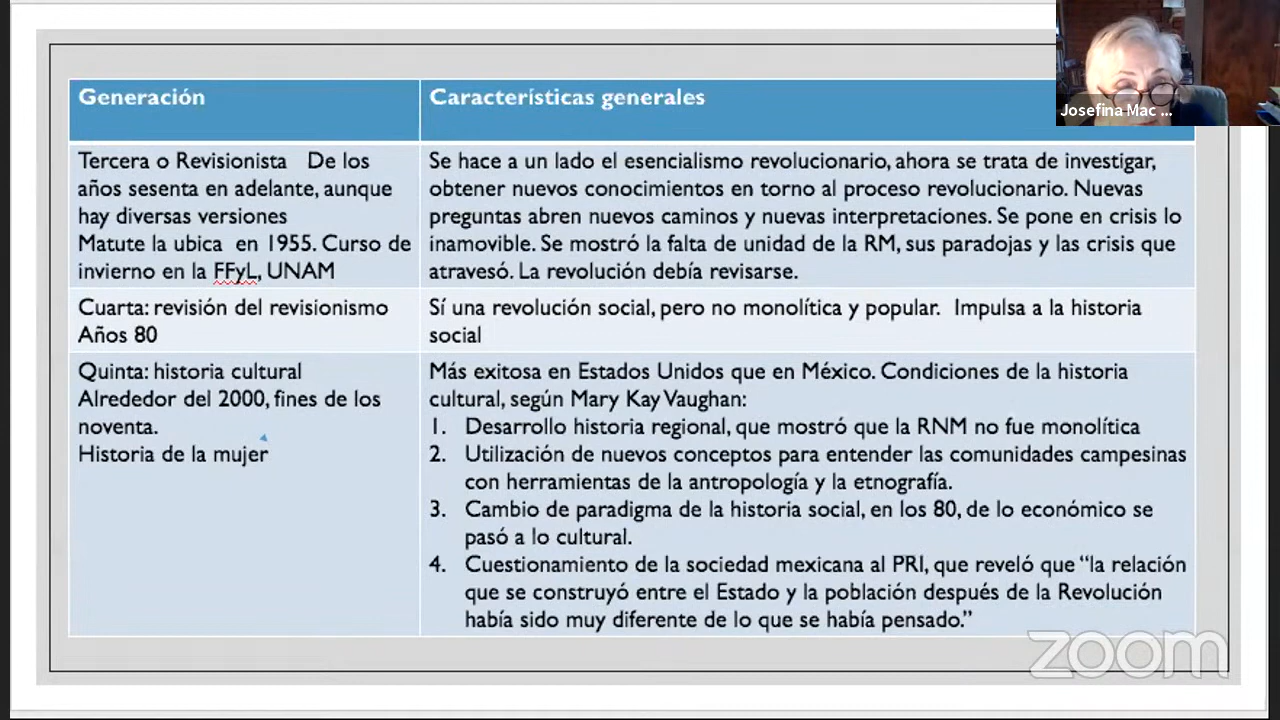 Generación
Características generales
Josefina Mac ...
Tercera o Revisionista De los
años sesenta en adelante, aunque
hay diversas versiones
Matute la ubica en 1955. Curso de
invierno en la FFyL, UNAM
Se hace a un lado el esencialismo revolucionario, ahora se trata de investigar,
obtener nuevos conocimientos en torno al proceso revolucionario. Nuevas
preguntas abren nuevos caminos y nuevas interpretaciones. Se pone en crisis lo
inamovible. Se mostró la falta de unidad de la RM, sus paradojas y las crisis que
atravesó. La revolución debía revisarse.
Cuarta: revisión del revisionismo
Años 80
Sí una revolución social, pero no monolítica y popular. Impulsa a la historia
social
Quinta: historia cultural
Alrededor del 2000, fines de los
noventa.
Historia de la mujer
Más exitosa en Estados Unidos que en México. Condiciones de la historia
cultural, según Mary Kay Vaughan:
1. Desarrollo historia regional, que mostró que la RNM no fue monolítica
2. Utilización de nuevos conceptos para entender las comunidades campesinas
con herramientas de la antropología y la etnografía.
3. Cambio de paradigma de la historia social, en los 80, de lo económico se
pasó a lo cultural.
4. Cuestionamiento de la sociedad mexicana al PRI, que reveló que “la relación
que se construyó entre el Estado y la población después de la Revolución
había sido muy diferente de lo que se había pensado.”
zoom